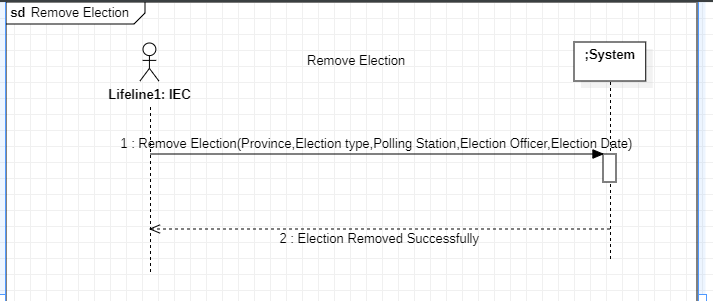 sd Remove Election
Remove Election
;System
Lifeline1: IEC
1 : Remove Election(Province,Election type,Polling Station,Election Officer,Election Date)
2 : Election Removed Successfully